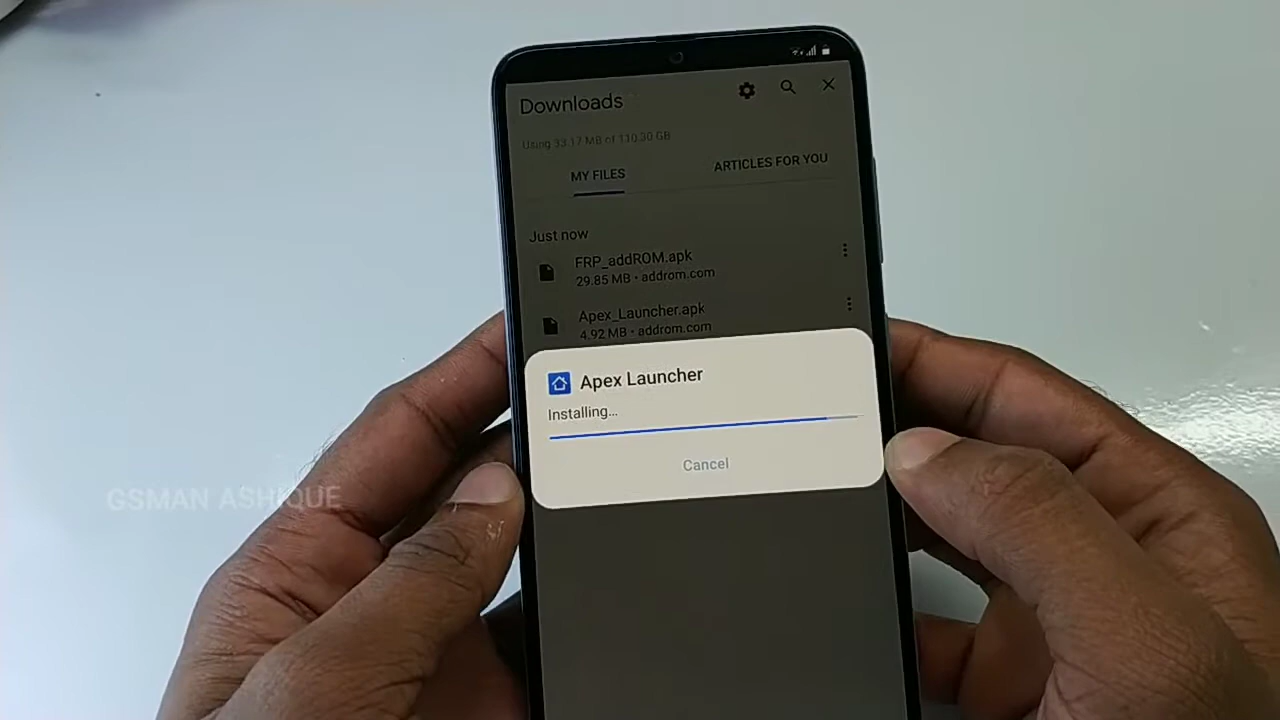 Downloads
Using 33.17 MB of 110.30 GB
MY FILES
ARTICLES FOR YOU
Just now
FRP_addROM.apk
29.85 MB • addrom.com
Apex_Launcher.apk
4.92 MB • addrom.com
Apex Launcher
Installing...
Cancel
GSMAN ASHIQUE